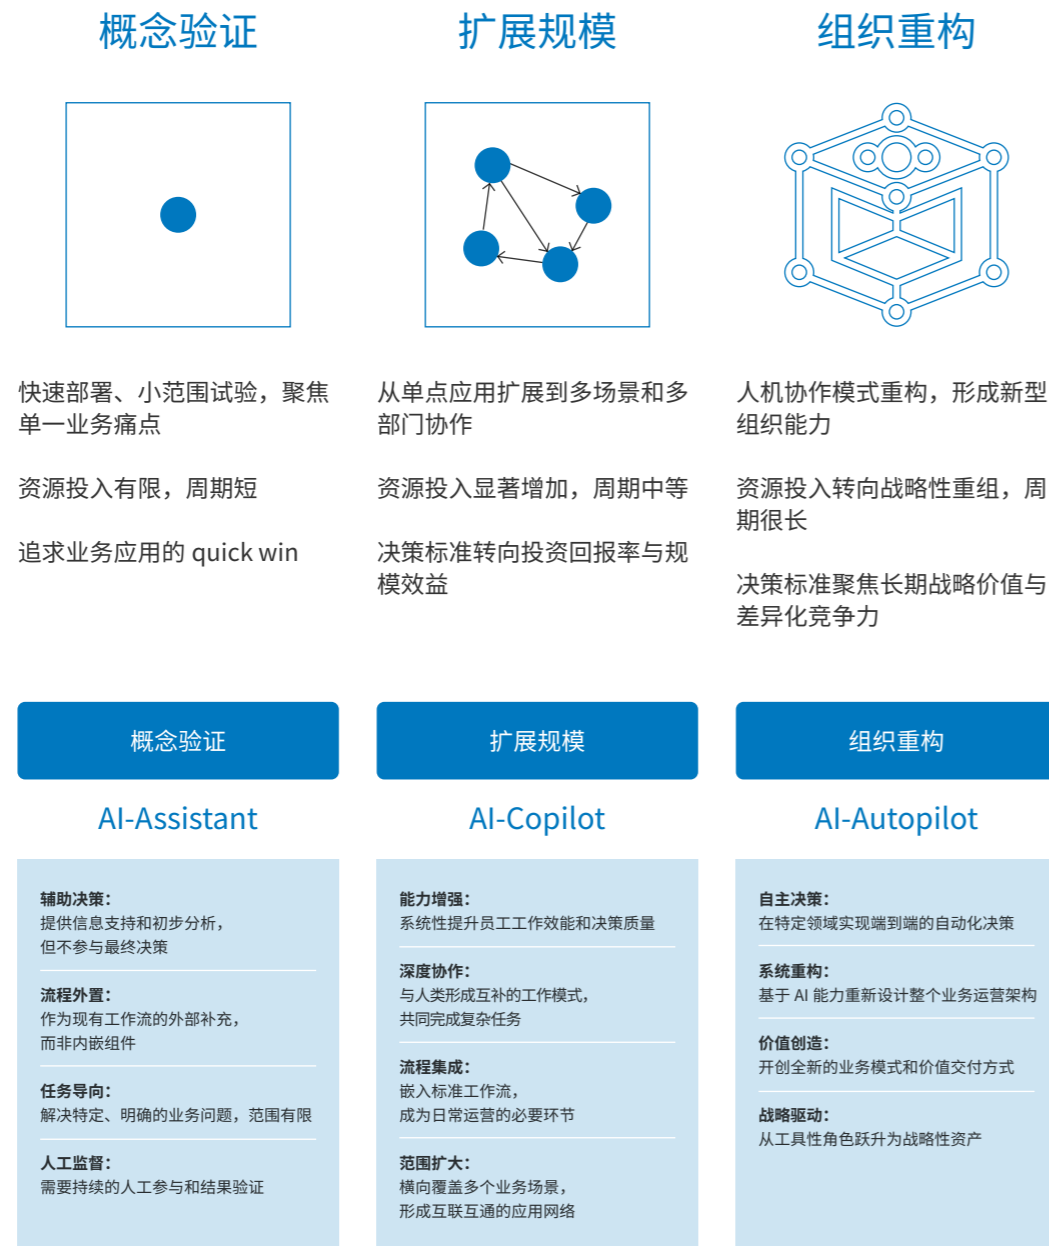 概念验证
快速部署、小范围试验，聚焦
单一业务痛点
资源投入有限，周期短
追求业务应用的 quick win
扩展规模
从单点应用扩展到多场景和多
部门协作
资源投入显著增加，周期中等
决策标准转向投资回报率与规
模效益
组织重构
人机协作模式重构，形成新型
组织能力
资源投入转向战略性重组，周
期很长
决策标准聚焦长期战略价值与
差异化竞争力
概念验证
AI-Assistant
辅助决策：
提供信息支持和初步分析，
但不参与最终决策
流程外置：
作为现有工作流的外部补充，
而非内嵌组件
任务导向：
解决特定、明确的业务问题，范围有限
人工监督：
需要持续的人工参与和结果验证
扩展规模
AI-Copilot
能力增强：
系统性提升员工工作效能和决策质量
深度协作：
与人类形成互补的工作模式，
共同完成复杂任务
流程集成：
嵌入标准工作流，
成为日常运营的必要环节
范围扩大：
横向覆盖多个业务场景，
形成互联互通的应用网络
组织重构
AI-Autopilot
自主决策：
在特定领域实现端到端的自动化决策
系统重构：
基于 AI 能力重新设计整个业务运营架构
价值创造：
开创全新的业务模式和价值交付方式
战略驱动：
从工具性角色跃升为战略性资产